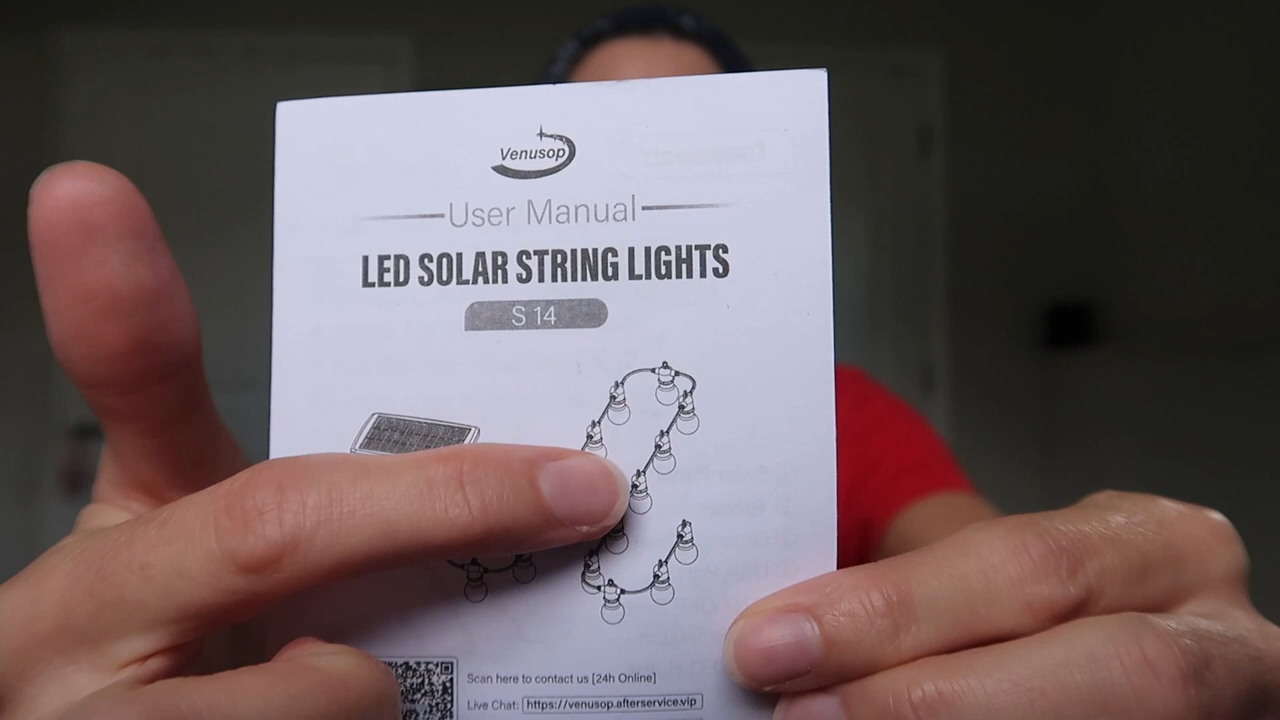 Venusop
User Manual
LED SOLAR STRING LIGHTS
S 14
Scan here to contact us [24h Online]
Live Chat: https://venusop.afterservice.vip